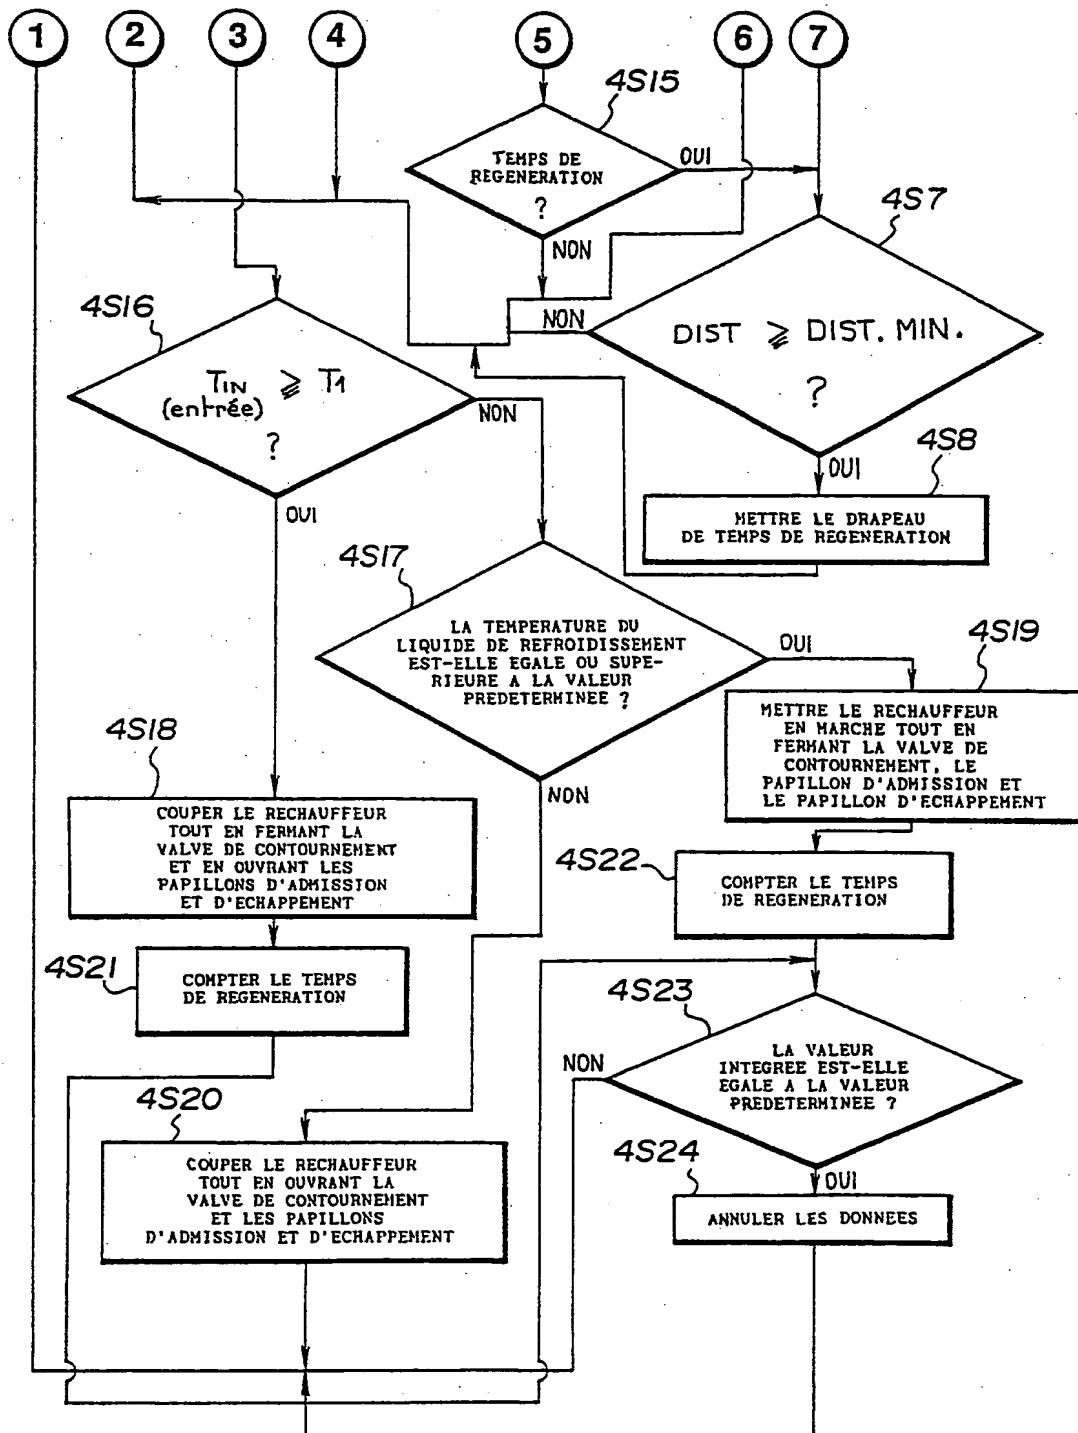 1
2
3
4
5
6
7
4S15
TEMPS DE
REGENERATION
?
OUI
NON
4S7
DIST ⩾ DIST. MIN.
?
NON
OUI
4S16
TIN ⩾ T1
(entrée)
?
NON
OUI
4S8
METTRE LE DRAPEAU
DE TEMPS DE REGENERATION
4S17
LA TEMPERATURE DU
LIQUIDE DE REFROIDISSEMENT
EST-ELLE EGALE OU SUPE-
RIEURE A LA VALEUR
PREDETERMINEE ?
OUI
NON
4S19
METTRE LE RECHAUFFEUR
EN MARCHE TOUT EN
FERMANT LA VALVE DE
CONTOURNEMENT, LE
PAPILLON D'ADMISSION ET
LE PAPILLON D'ECHAPPEMENT
4S18
COUPER LE RECHAUFFEUR
TOUT EN FERMANT LA
VALVE DE CONTOURNEMENT
ET EN OUVRANT LES
PAPILLONS D'ADMISSION
ET D'ECHAPPEMENT
4S22
COMPTER LE TEMPS
DE REGENERATION
4S21
COMPTER LE TEMPS
DE REGENERATION
4S23
LA VALEUR
INTEGREE EST-ELLE
EGALE A LA VALEUR
PREDETERMINEE ?
NON
OUI
4S20
COUPER LE RECHAUFFEUR
TOUT EN OUVRANT LA
VALVE DE CONTOURNEMENT
ET LES PAPILLONS
D'ADMISSION ET D'ECHAPPEMENT
4S24
ANNULER LES DONNEES